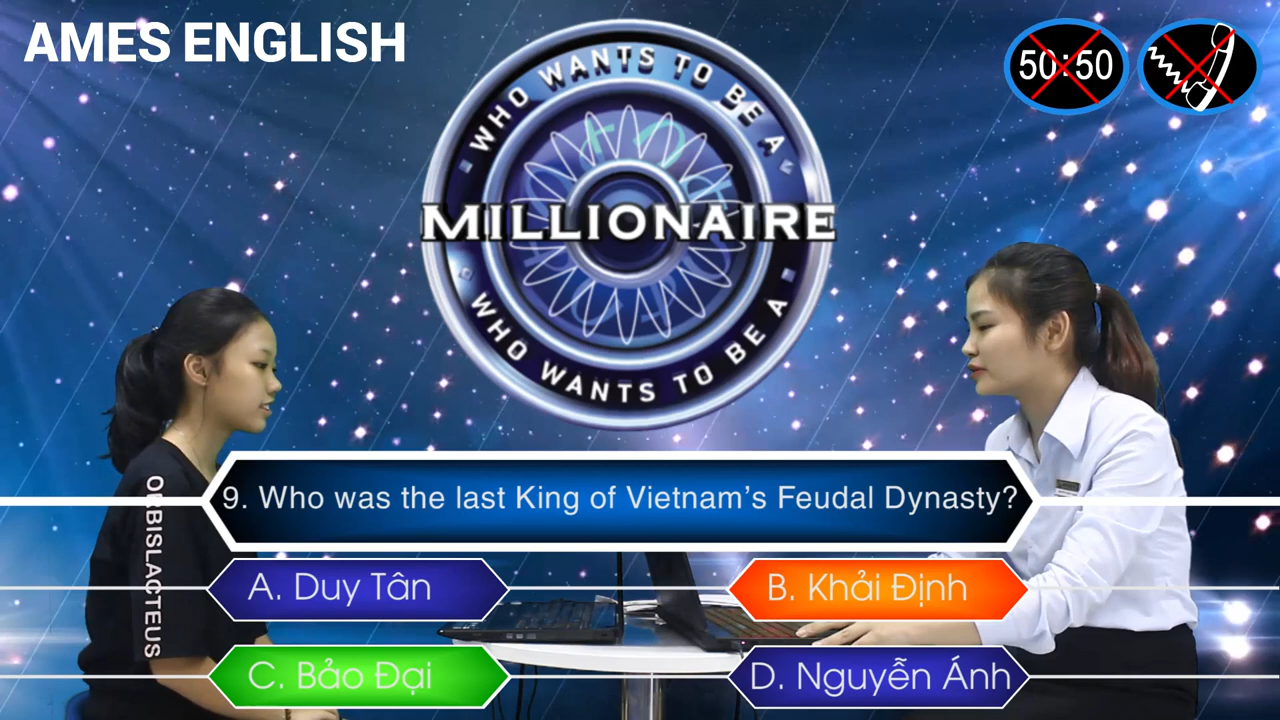 AMES ENGLISH
50:50
WHO WANTS TO BE A
MILLIONAIRE
WHO WANTS TO BE A
9. Who was the last King of Vietnam's Feudal Dynasty?
A. Duy Tân
B. Khải Định
C. Bảo Đại
D. Nguyễn Ánh
ORBISLACTEUS